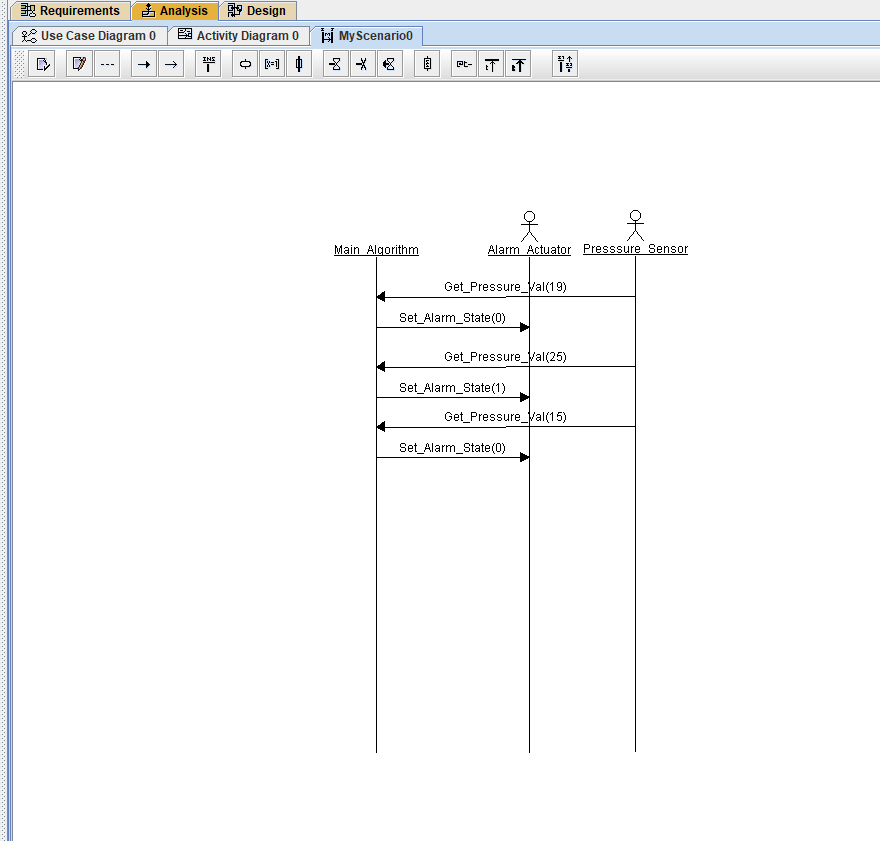 Requirements Analysis Design
Use Case Diagram 0 Activity Diagram 0 MyScenario0
Main_Algorithm Alarm_Actuator Presssure_Sensor
Get_Pressure_Val(19)
Set_Alarm_State(0)
Get_Pressure_Val(25)
Set_Alarm_State(1)
Get_Pressure_Val(15)
Set_Alarm_State(0)